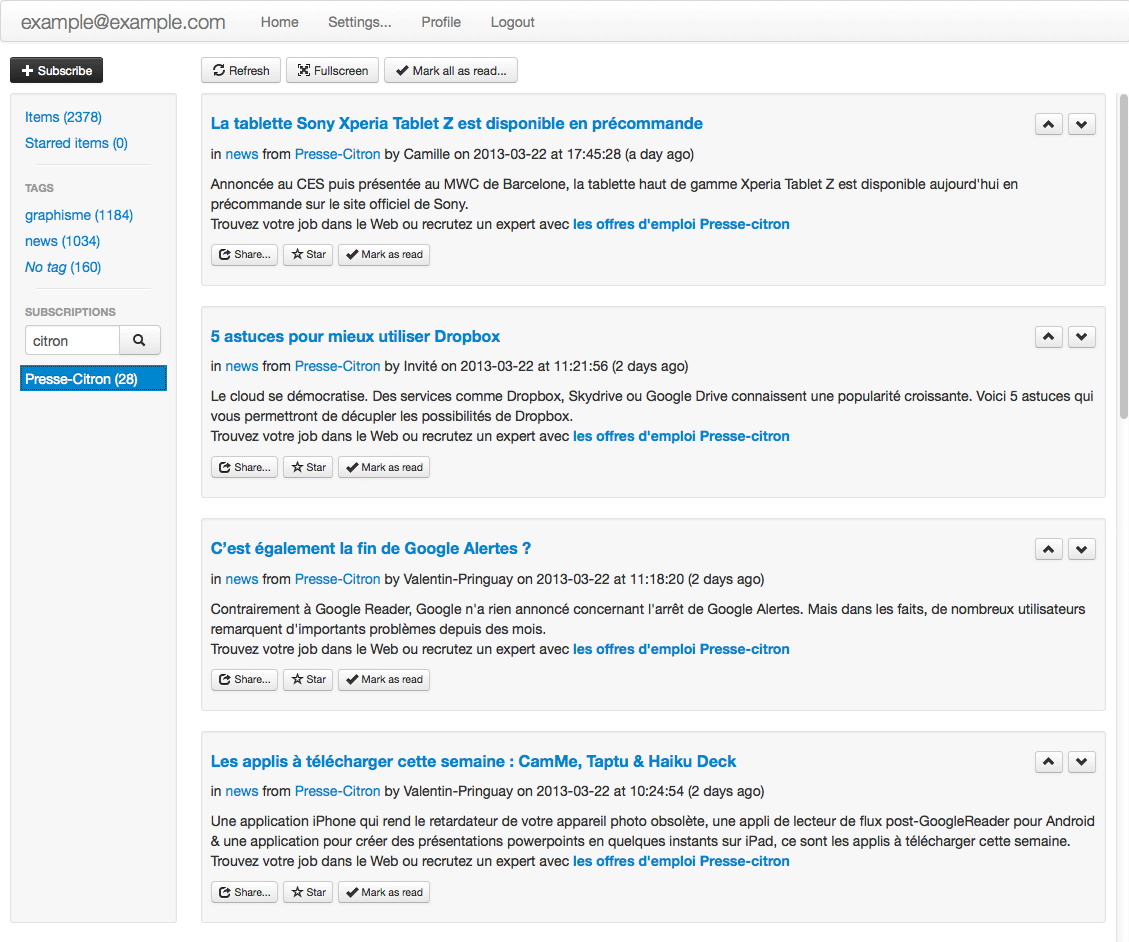 example@example.com Home Settings... Profile Logout
Subscribe
Refresh Fullscreen Mark all as read...
Items (2378)
Starred items (0)
TAGS
graphisme (1184)
news (1034)
No tag (160)
SUBSCRIPTIONS
citron
Presse-Citron (28)
La tablette Sony Xperia Tablet Z est disponible en précommande
in news from Presse-Citron by Camille on 2013-03-22 at 17:45:28 (a day ago)
Annoncée au CES puis présentée au MWC de Barcelone, la tablette haut de gamme Xperia Tablet Z est disponible aujourd'hui en
précommande sur le site officiel de Sony.
Trouvez votre job dans le Web ou recrutez un expert avec les offres d'emploi Presse-citron
Share... Star Mark as read
5 astuces pour mieux utiliser Dropbox
in news from Presse-Citron by Invité on 2013-03-22 at 11:21:56 (2 days ago)
Le cloud se démocratise. Des services comme Dropbox, Skydrive ou Google Drive connaissent une popularité croissante. Voici 5 astuces qui
vous permettront de décupler les possibilités de Dropbox.
Trouvez votre job dans le Web ou recrutez un expert avec les offres d'emploi Presse-citron
Share... Star Mark as read
C'est également la fin de Google Alertes ?
in news from Presse-Citron by Valentin-Pringuay on 2013-03-22 at 11:18:20 (2 days ago)
Contrairement à Google Reader, Google n'a rien annoncé concernant l'arrêt de Google Alertes. Mais dans les faits, de nombreux utilisateurs
remarquent d'importants problèmes depuis des mois.
Trouvez votre job dans le Web ou recrutez un expert avec les offres d'emploi Presse-citron
Share... Star Mark as read
Les applis à télécharger cette semaine : CamMe, Taptu & Haiku Deck
in news from Presse-Citron by Valentin-Pringuay on 2013-03-22 at 10:24:54 (2 days ago)
Une application iPhone qui rend le retardateur de votre appareil photo obsolète, une appli de lecteur de flux post-GoogleReader pour Android
& une application pour créer des présentations powerpoints en quelques instants sur iPad, ce sont les applis à télécharger cette semaine.
Trouvez votre job dans le Web ou recrutez un expert avec les offres d'emploi Presse-citron
Share... Star Mark as read